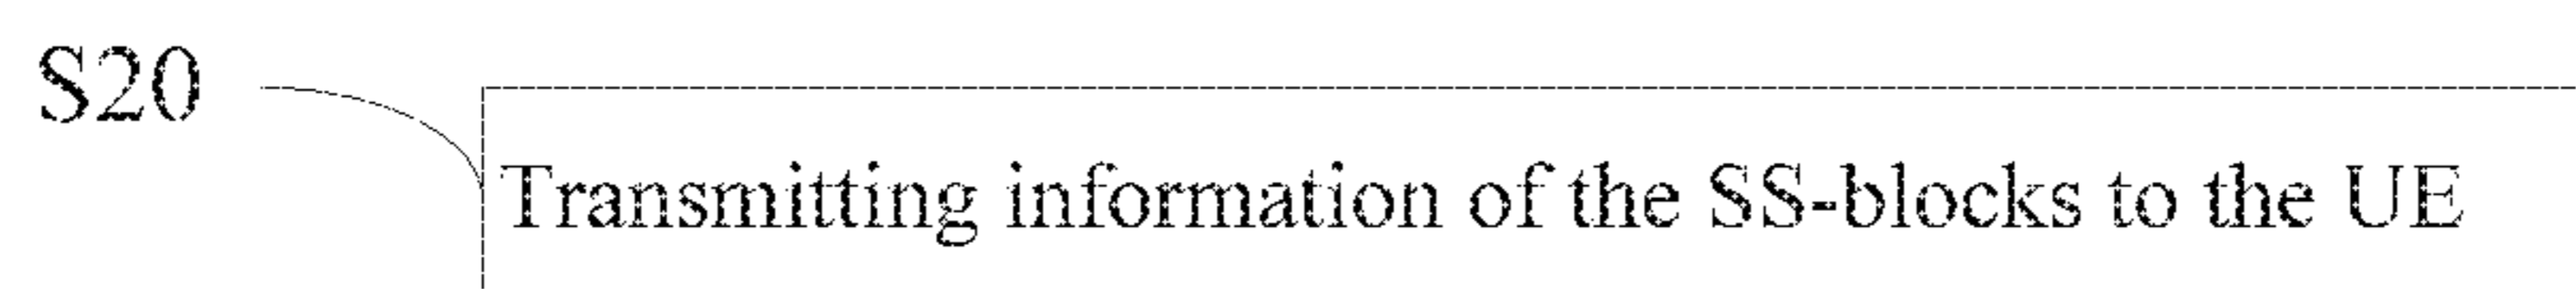 S20
Transmitting information of the SS-blocks to the UE